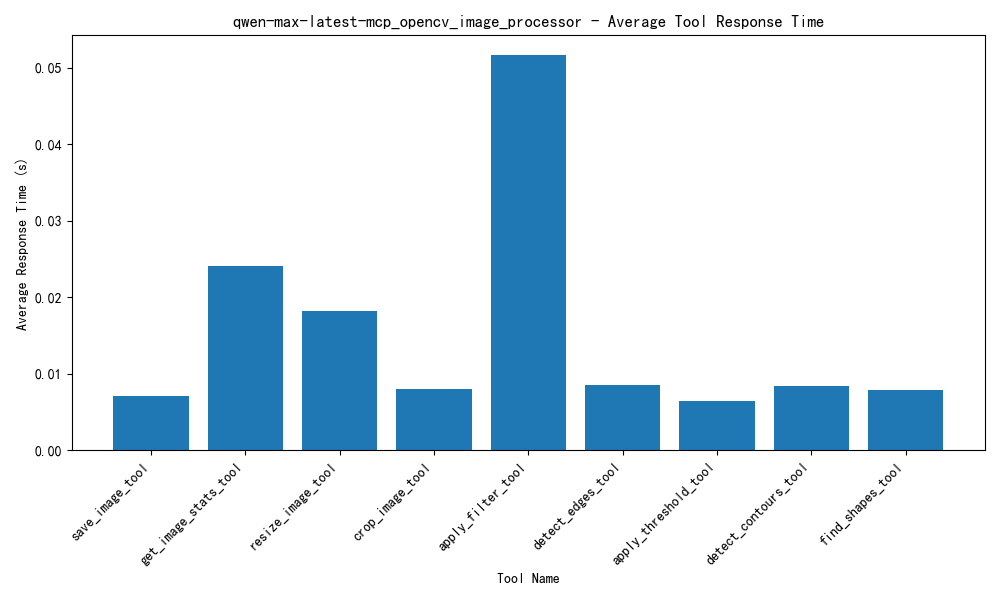 qwen-max-latest-mcp_opencv_image_processor - Average Tool Response Time
Average Response Time (s)
0.05
0.04
0.03
0.02
0.01
0.00
save_image_tool
get_image_stats_tool
resize_image_tool
crop_image_tool
apply_filter_tool
detect_edges_tool
apply_threshold_tool
detect_contours_tool
find_shapes_tool
Tool Name